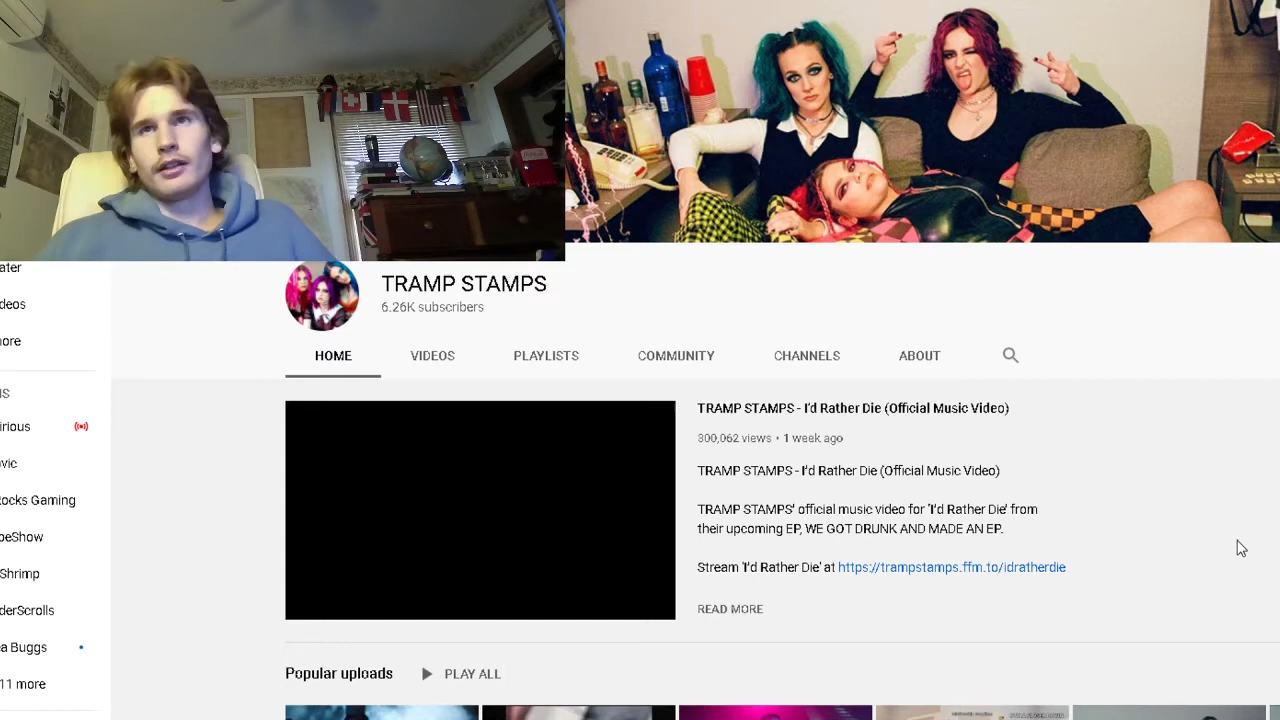 TRAMP STAMPS
6.26K subscribers
ater
deos
ore
HOME VIDEOS PLAYLISTS COMMUNITY CHANNELS ABOUT
S
irious
vic
ocks Gaming
eShow
Shrimp
derScrolls
a Buggs
11 more
TRAMP STAMPS - I'd Rather Die (Official Music Video)
300,062 views • 1 week ago
TRAMP STAMPS - I'd Rather Die (Official Music Video)
TRAMP STAMPS' official music video for 'I'd Rather Die' from
their upcoming EP, WE GOT DRUNK AND MADE AN EP.
Stream 'I'd Rather Die' at https://trampstamps.ffm.to/idratherdie
READ MORE
Popular uploads PLAY ALL